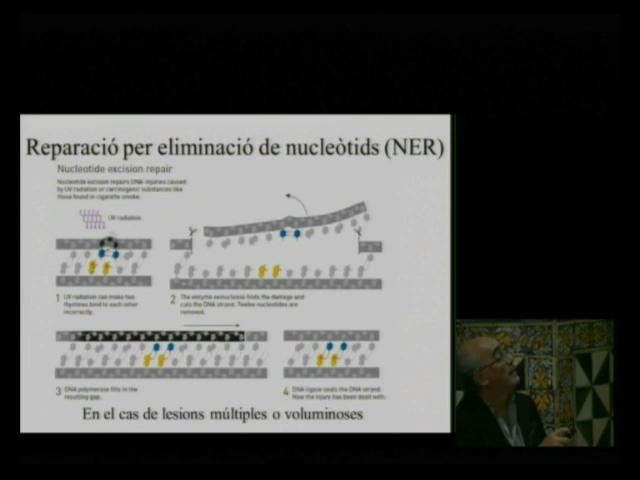 Reparació per eliminació de nucleòtids (NER)
Nucleotide excision repair
Nucleotide excision repairs DNA injuries caused
by UV radiation or carcinogenic substances like
those found in cigarette smoke.
UV radiation
1 UV radiation can make two
thymines bind to each other
incorrectly.
2 The enzyme exinuclease finds the damage and
cuts the DNA strand. Twelve nucleotides are
removed.
3 DNA polymerase fills in the
resulting gap.
4 DNA ligase seals the DNA strand.
Now the injury has been dealt with.
En el cas de lesions múltiples o voluminoses